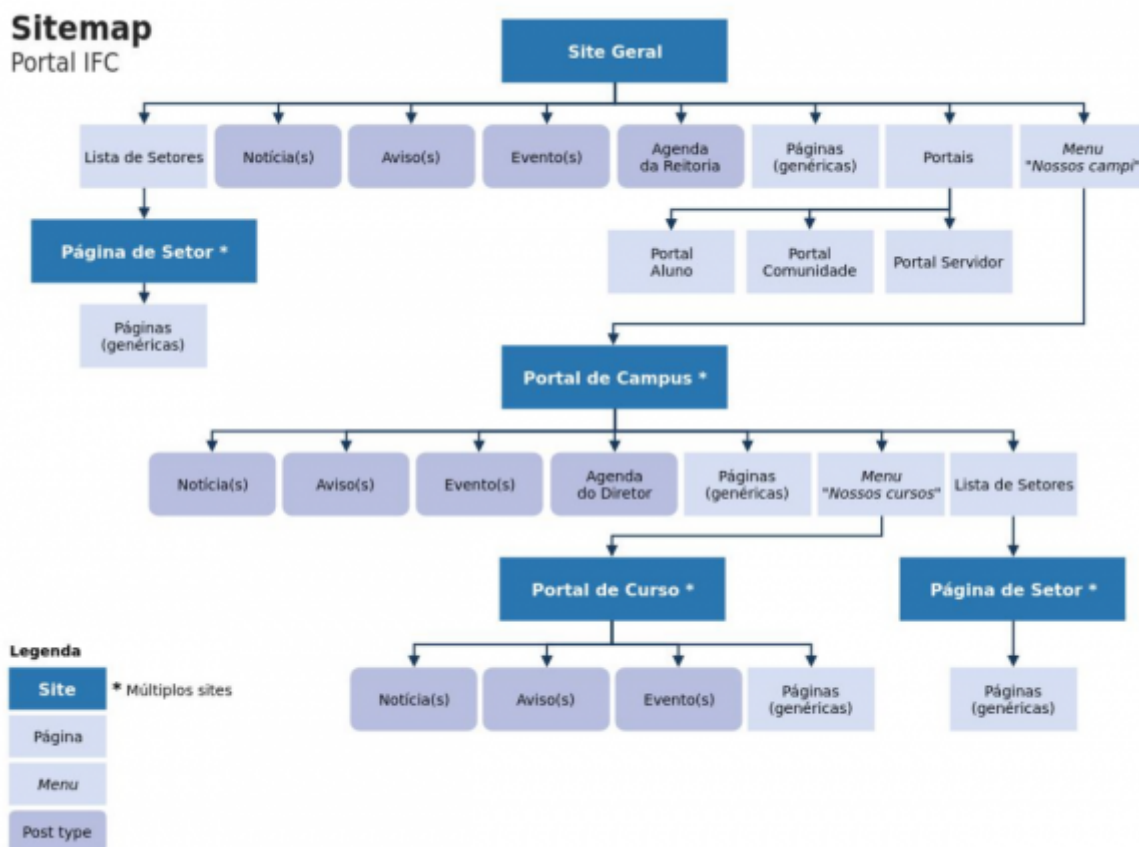 Sitemap
Portal IFC
Site Geral
Lista de Setores
Notícia(s)
Aviso(s)
Evento(s)
Agenda
da Reitoria
Páginas
(genéricas)
Portais
Menu
"Nossos campi"
Página de Setor *
Páginas
(genéricas)
Portal
Aluno
Portal
Comunidade
Portal Servidor
Portal de Campus *
Notícia(s)
Aviso(s)
Evento(s)
Agenda
do Diretor
Páginas
(genéricas)
Menu
"Nossos cursos"
Lista de Setores
Portal de Curso *
Página de Setor *
Notícia(s)
Aviso(s)
Evento(s)
Páginas
(genéricas)
Páginas
(genéricas)
Legenda
Site
* Múltiplos sites
Página
Menu
Post type